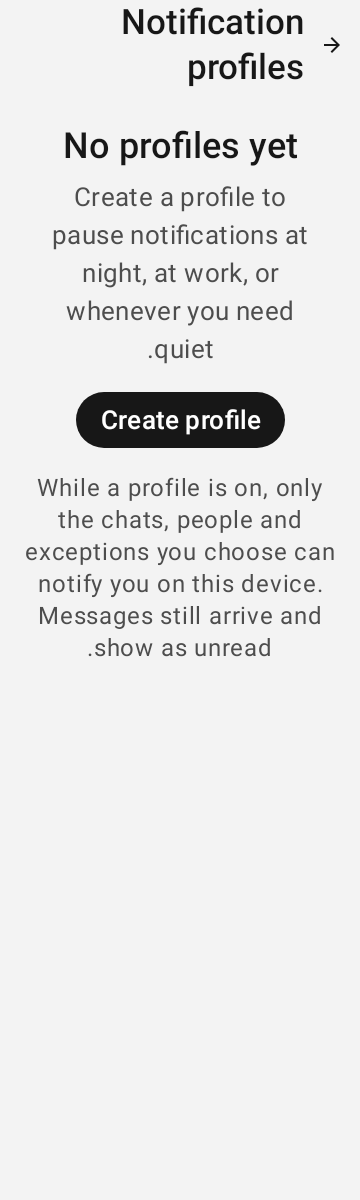 Notification
profiles
No profiles yet
Create a profile to
pause notifications at
night, at work, or
whenever you need
.quiet
Create profile
While a profile is on, only
the chats, people and
exceptions you choose can
notify you on this device.
Messages still arrive and
.show as unread